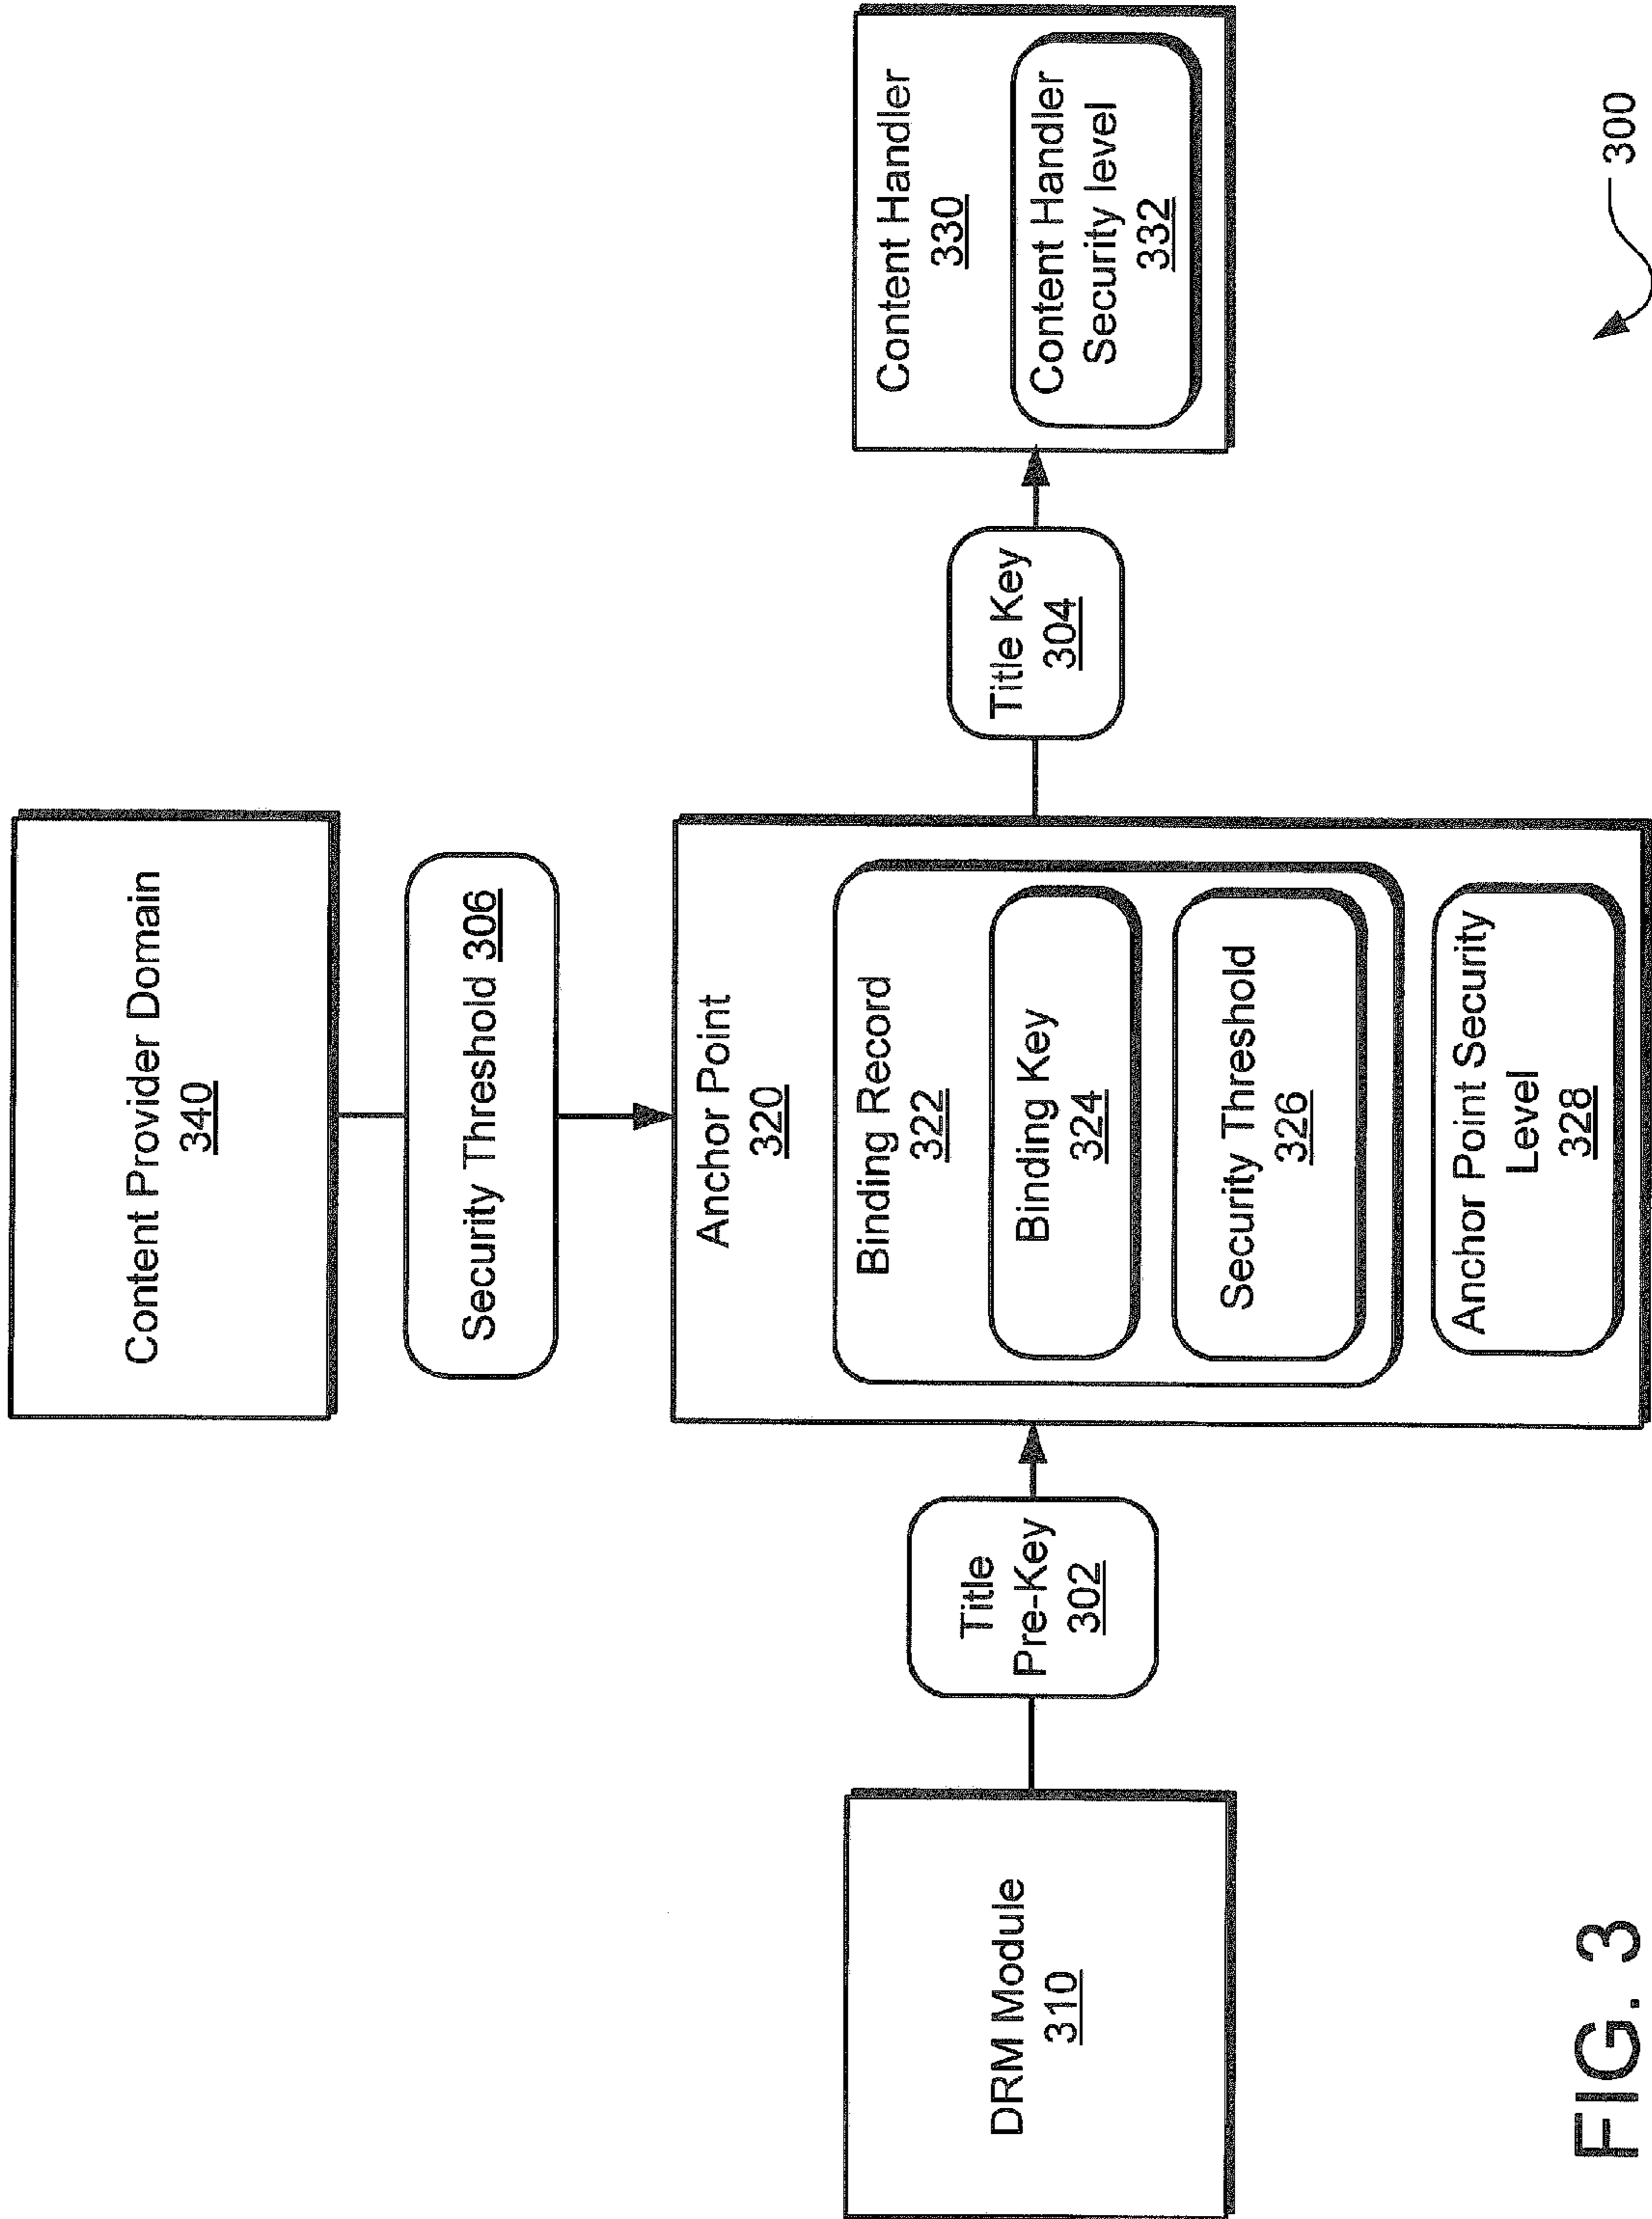 Content Provider Domain
340
Security Threshold 306
DRM Module
310
Title
Pre-Key
302
Anchor Point
320
Binding Record
322
Binding Key
324
Security Threshold
326
Anchor Point Security
Level
328
Title Key
304
Content Handler
330
Content Handler
Security level
332
300
FIG. 3